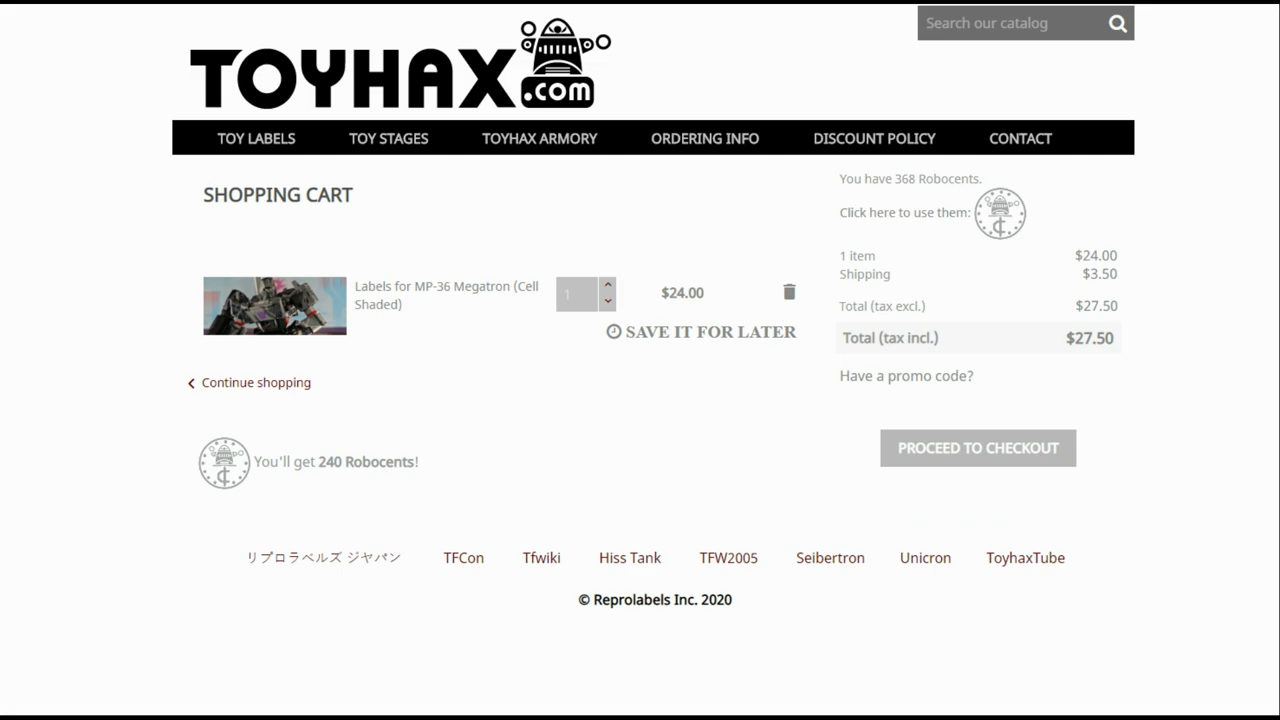 Search our catalog
TOYHAX
.com
TOY LABELS TOY STAGES TOYHAX ARMORY ORDERING INFO DISCOUNT POLICY CONTACT
SHOPPING CART
Labels for MP-36 Megatron (Cell
Shaded)
1
$24.00
SAVE IT FOR LATER
Continue shopping
You'll get 240 Robocents!
You have 368 Robocents.
Click here to use them:
1 item $24.00
Shipping $3.50
Total (tax excl.) $27.50
Total (tax incl.) $27.50
Have a promo code?
PROCEED TO CHECKOUT
リプロラベルズ ジャパン TFCon Tfwiki Hiss Tank TFW2005 Seibertron Unicron ToyhaxTube
© Reprolabels Inc. 2020